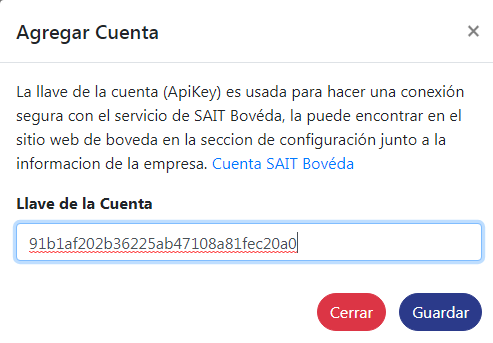 Agregar Cuenta
×
La llave de la cuenta (ApiKey) es usada para hacer una conexión
segura con el servicio de SAIT Bovéda, la puede encontrar en el
sitio web de boveda en la seccion de configuración junto a la
informacion de la empresa. Cuenta SAIT Bovéda
Llave de la Cuenta
91b1af202b36225ab47108a81fec20a0
Cerrar Guardar